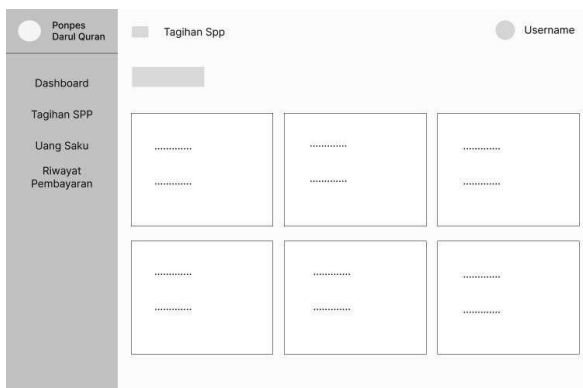 Ponpes
Darul Quran
Tagihan Spp
Username
Dashboard
Tagihan SPP
Uang Saku
Riwayat
Pembayaran
.............
.............
.............
.............
.............
.............
.............
.............
.............
.............
.............
.............